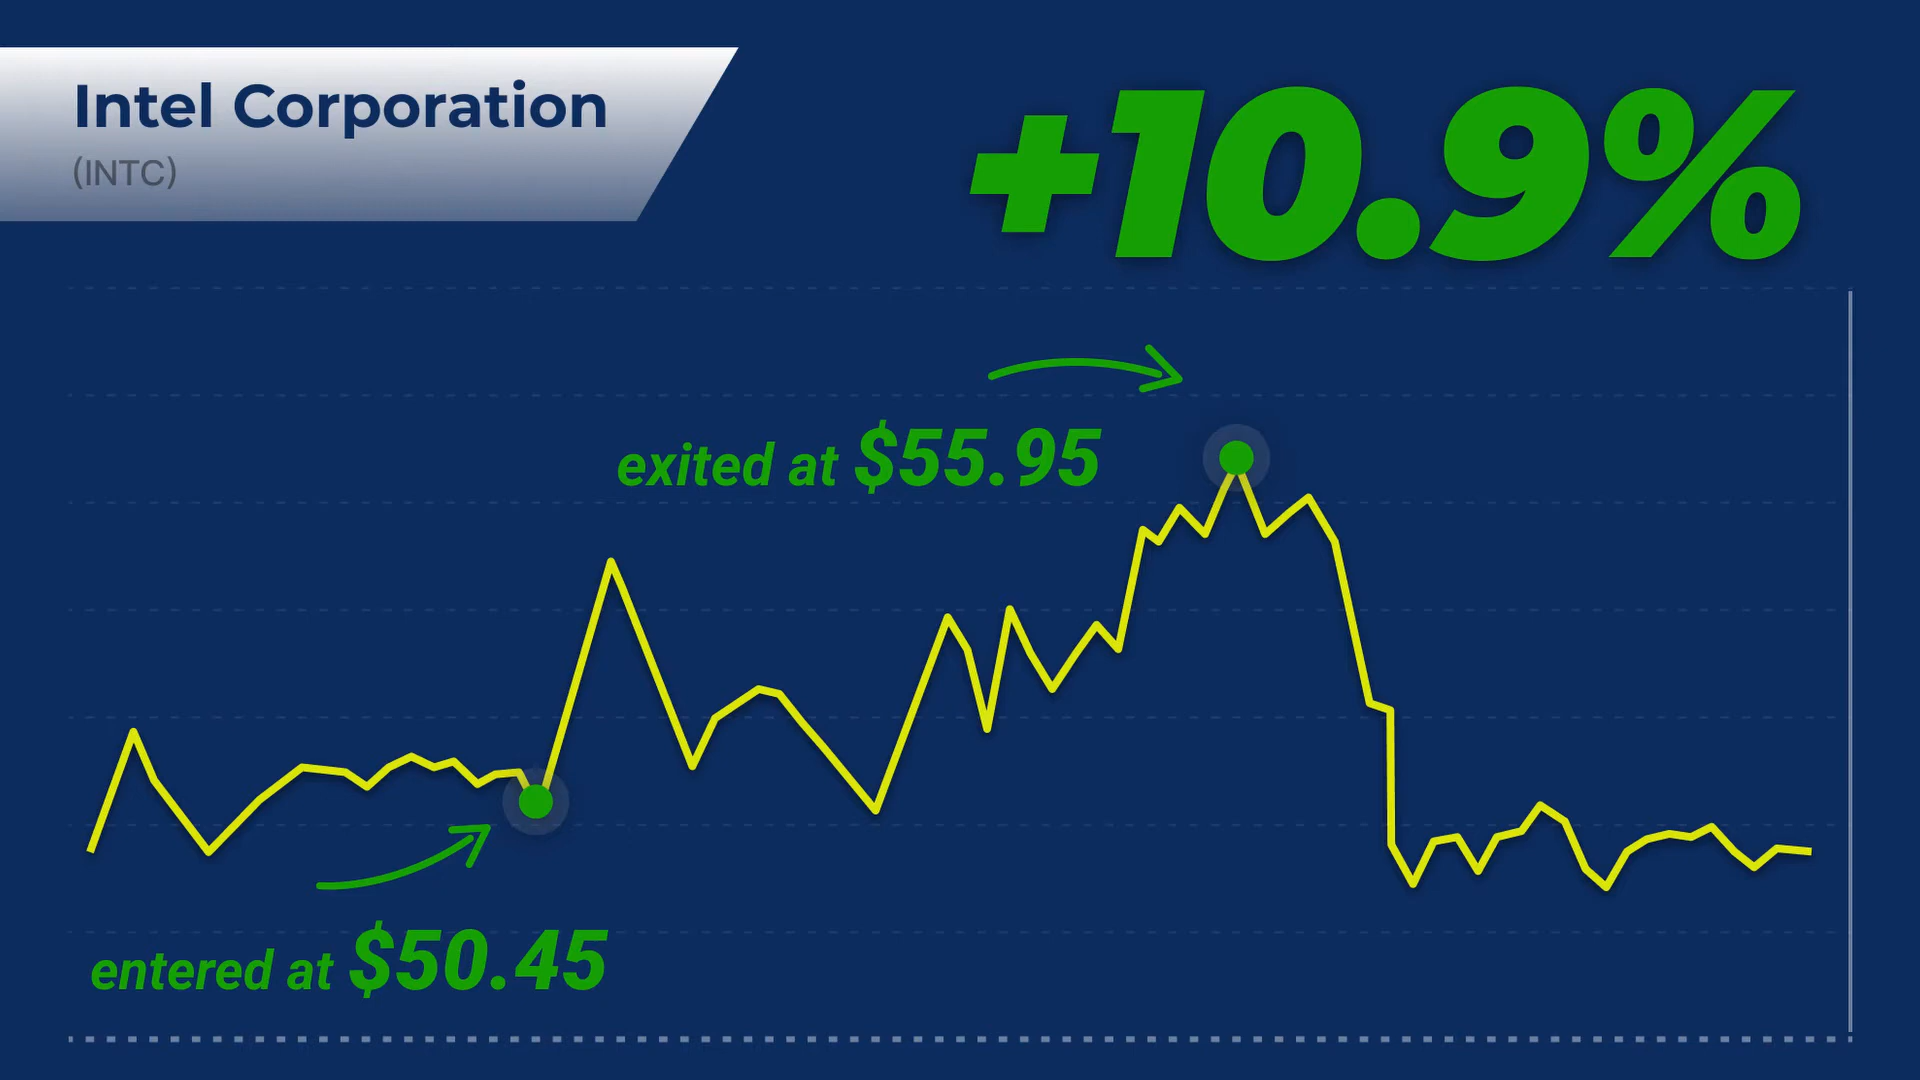 Intel Corporation
(INTC)
+10.9%
exited at $55.95
entered at $50.45